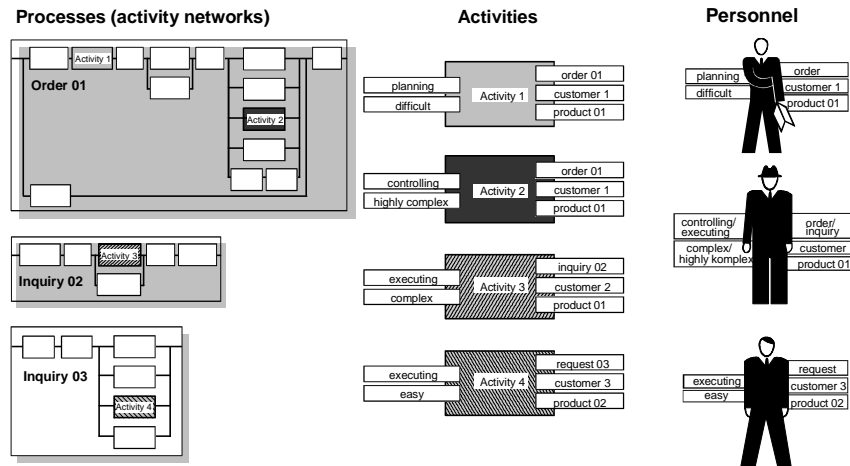 Processes (activity networks)
Activities
Personnel
Activity 1
Order 01
Activity 2
Inquiry 02
Activity 3
Inquiry 03
Activity 4
planning
difficult
Activity 1
order 01
customer 1
product 01
controlling
highly complex
Activity 2
order 01
customer 1
product 01
executing
complex
Activity 3
inquiry 02
customer 2
product 01
executing
easy
Activity 4
request 03
customer 3
product 02
planning
difficult
order
customer 1
product 01
controlling/
executing
complex/
highly komplex
order/
inquiry
customer
product 01
executing
easy
request
customer 3
product 02